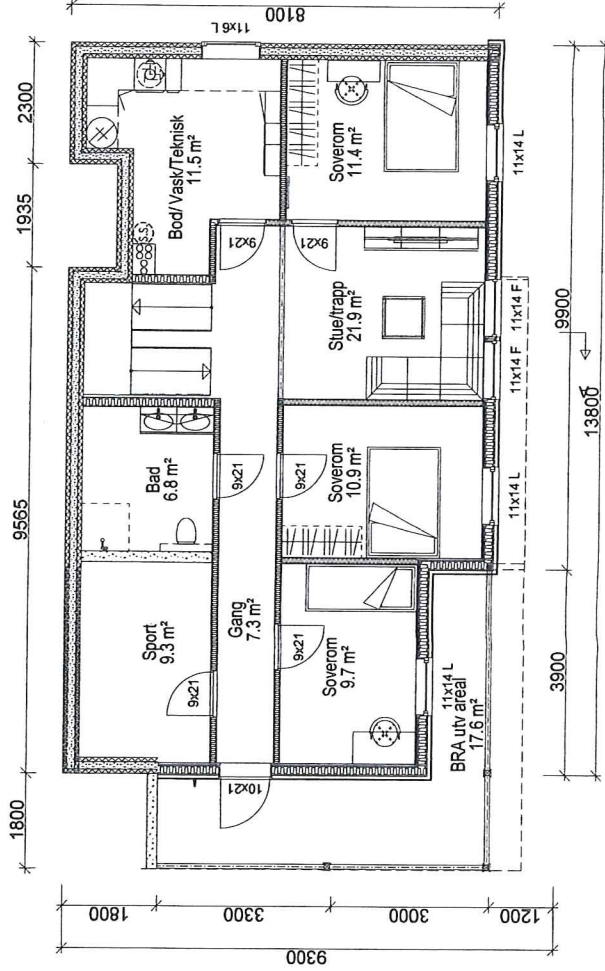 1800
9565
1935
2300
8100
11x6 L
Bod/ Vask/Teknisk
11.5 m²
S.S.
Bad
6.8 m²
Sport
9.3 m²
9x21
9x21
9x21
Gang
7.3 m²
10x21
9x21
9x21
9x21
Soverom
9.7 m²
Soverom
10.9 m²
Stue/trapp
21.9 m²
Soverom
11.4 m²
11x14 L
BRA utv areal
17.6 m²
11x14 L
11x14 F
11x14 F
11x14 L
1800
3300
3000
1200
9300
3900
9900
13800